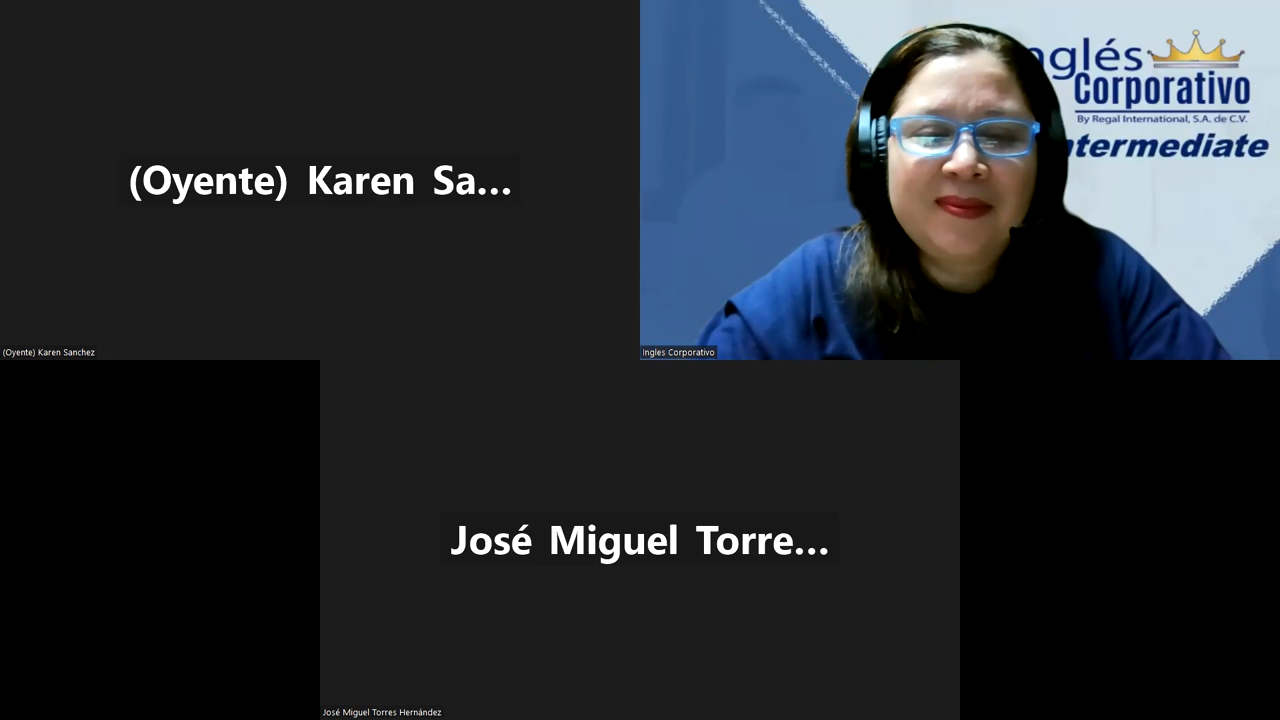 (Oyente) Karen Sa...
(Oyente) Karen Sanchez
nglés
Corporativo
By Regal International, S.A. de C.V.
ntermediate
Ingles Corporativo
José Miguel Torre...
José Miguel Torres Hernández